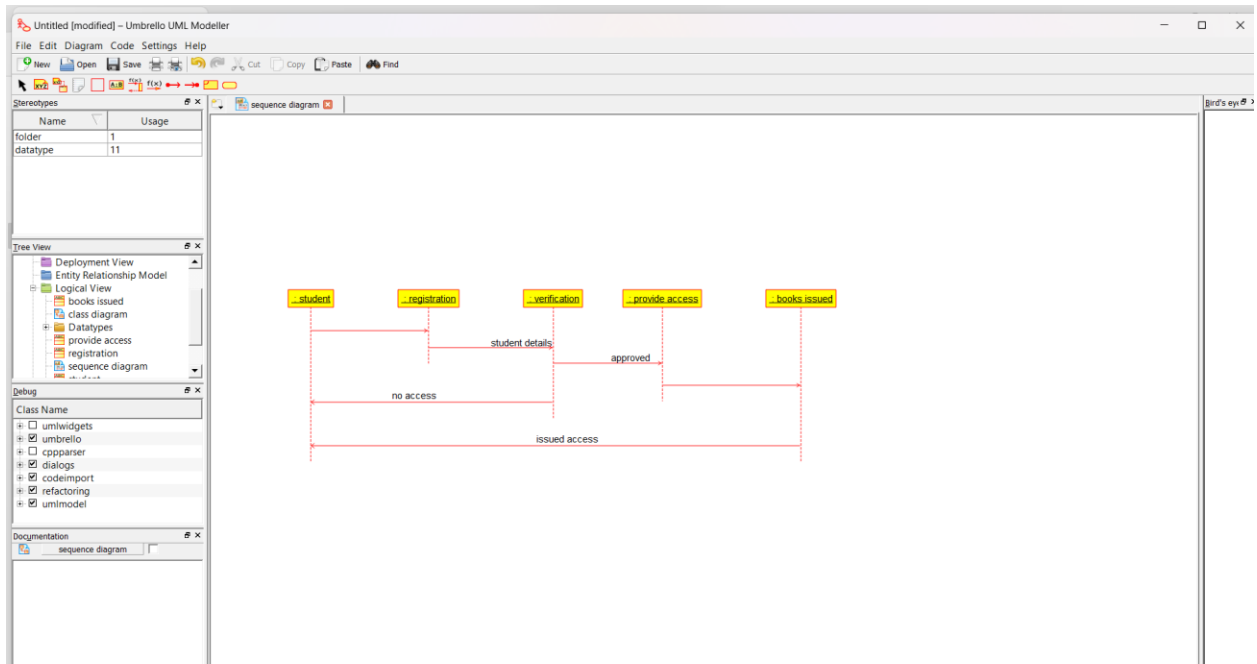 Untitled [modified] – Umbrello UML Modeller
File Edit Diagram Code Settings Help
New Open Save Cut Copy Paste Find
Stereotypes
Name Usage
folder 1
datatype 11
Tree View
Deployment View
Entity Relationship Model
Logical View
books issued
class diagram
Datatypes
provide access
registration
sequence diagram
Debug
Class Name
umlwidgets
umbrello
cppparser
dialogs
codeimport
refactoring
umlmodel
Documentation
sequence diagram
sequence diagram
: student : registration : verification : provide access : books issued
student details
approved
no access
issued access
Bird's eye